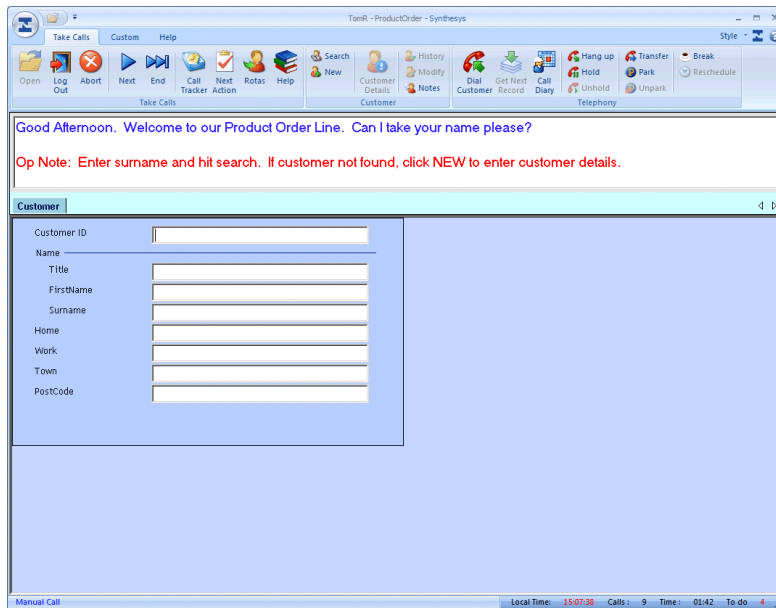 TomR - ProductOrder - Synthesys
Take Calls Custom Help Style
Open Log Out Abort Next End Call Tracker Next Action Rotas Help
Search
New
Customer Details
History
Modify
Notes
Dial Customer Get Next Record Call Diary
Hang up
Hold
Unhold
Transfer
Park
Unpark
Break
Reschedule
Take Calls Customer Telephony
Good Afternoon. Welcome to our Product Order Line. Can I take your name please?
Op Note: Enter surname and hit search. If customer not found, click NEW to enter customer details.
Customer
Customer ID
Name
Title
FirstName
Surname
Home
Work
Town
PostCode
Manual Call Local Time: 15:07:38 Calls : 9 Time : 01:42 To do 4